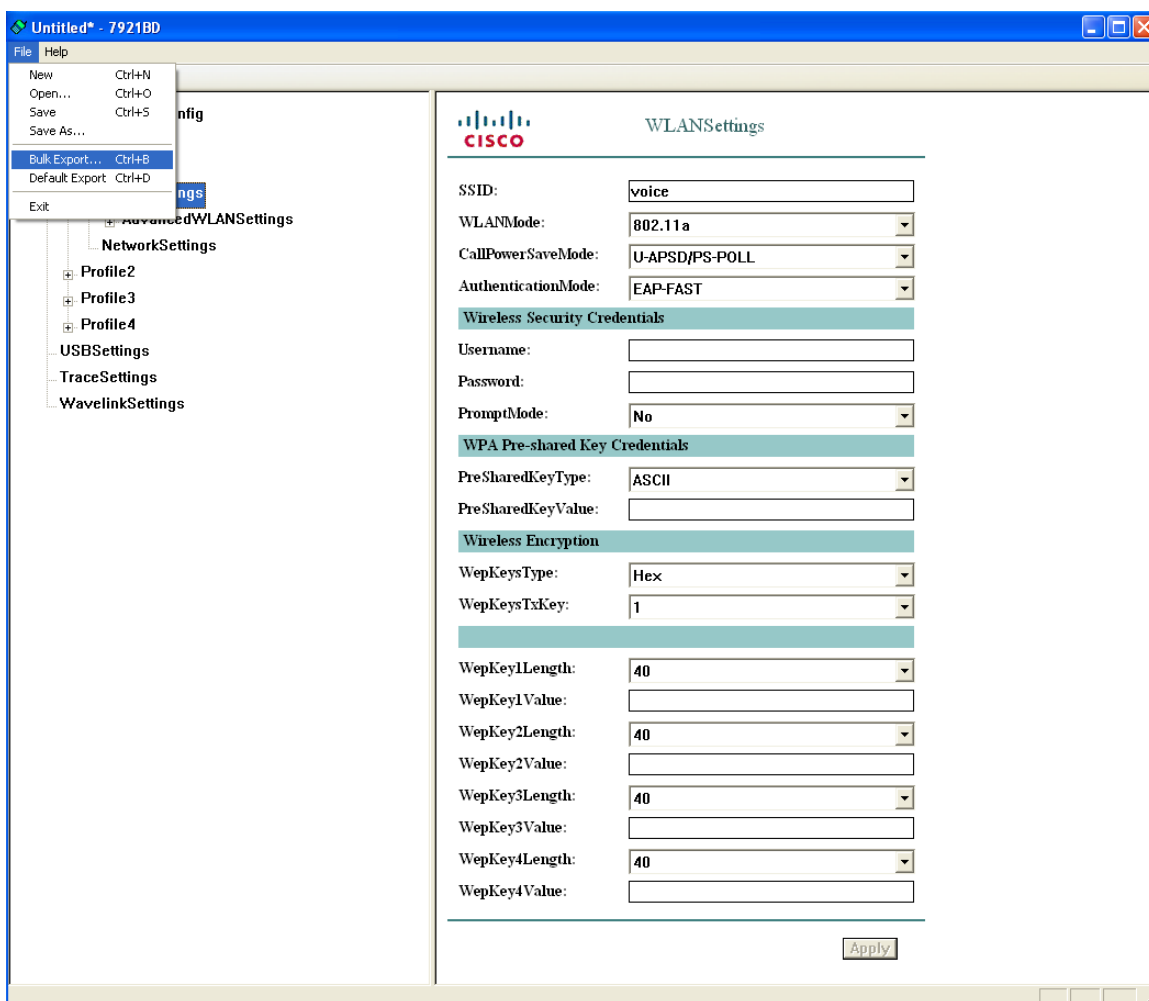 Untitled* - 7921BD
File Help
New Ctrl+N
Open... Ctrl+O
Save Ctrl+S
Save As...
Bulk Export... Ctrl+B
Default Export Ctrl+D
Exit
nfig
ngs
AdvancedWLANSettings
NetworkSettings
Profile2
Profile3
Profile4
USBSettings
TraceSettings
WavelinkSettings
CISCO
WLANSettings
SSID: voice
WLANMode: 802.11a
CallPowerSaveMode: U-APSD/PS-POLL
AuthenticationMode: EAP-FAST
Wireless Security Credentials
Username:
Password:
PromptMode: No
WPA Pre-shared Key Credentials
PreSharedKeyType: ASCII
PreSharedKeyValue:
Wireless Encryption
WepKeysType: Hex
WepKeysTxKey: 1
WepKey1Length: 40
WepKey1Value:
WepKey2Length: 40
WepKey2Value:
WepKey3Length: 40
WepKey3Value:
WepKey4Length: 40
WepKey4Value:
Apply